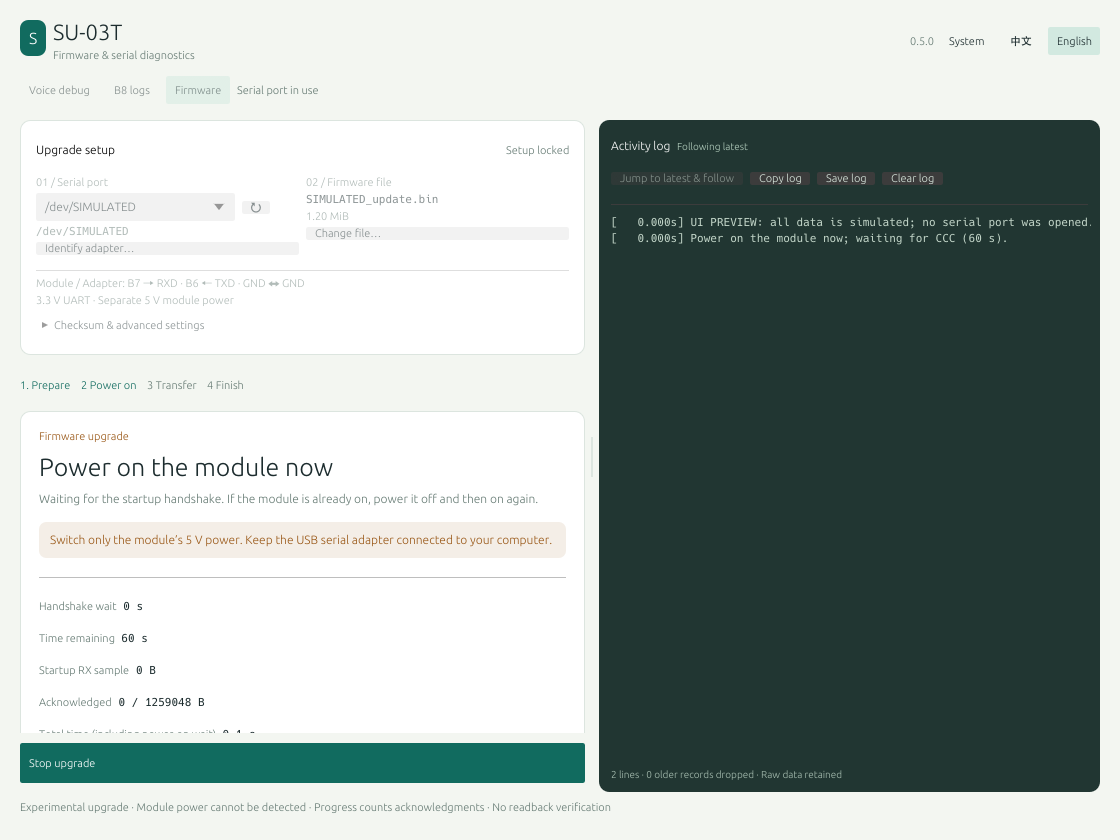 S
SU-03T
Firmware & serial diagnostics
0.5.0 System 中文 English
Voice debug B8 logs Firmware Serial port in use
Upgrade setup Setup locked
01 / Serial port
/dev/SIMULATED
/dev/SIMULATED
Identify adapter…
02 / Firmware file
SIMULATED_update.bin
1.20 MiB
Change file…
Module / Adapter: B7 → RXD · B6 ← TXD · GND ⬌ GND
3.3 V UART · Separate 5 V module power
Checksum & advanced settings
1. Prepare 2 Power on 3 Transfer 4 Finish
Firmware upgrade
Power on the module now
Waiting for the startup handshake. If the module is already on, power it off and then on again.
Switch only the module's 5 V power. Keep the USB serial adapter connected to your computer.
Handshake wait 0 s
Time remaining 60 s
Startup RX sample 0 B
Acknowledged 0 / 1259048 B
Stop upgrade
Activity log Following latest
Jump to latest & follow Copy log Save log Clear log
[ 0.000s] UI PREVIEW: all data is simulated; no serial port was opened.
[ 0.000s] Power on the module now; waiting for CCC (60 s).
2 lines · 0 older records dropped · Raw data retained
Experimental upgrade · Module power cannot be detected · Progress counts acknowledgments · No readback verification